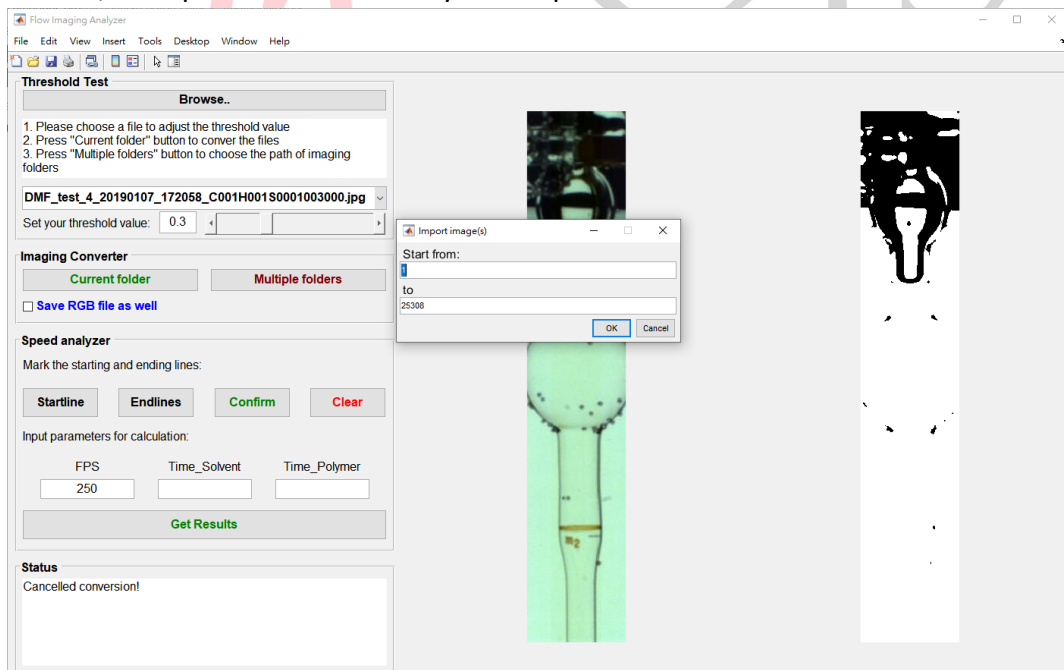 Flow Imaging Analyzer
File Edit View Insert Tools Desktop Window Help
Threshold Test
Browse..
1. Please choose a file to adjust the threshold value
2. Press "Current folder" button to conver the files
3. Press "Multiple folders" button to choose the path of imaging
folders
DMF_test_4_20190107_172058_C001H001S0001003000.jpg
Set your threshold value: 0.3
Imaging Converter
Current folder Multiple folders
Save RGB file as well
Speed analyzer
Mark the starting and ending lines:
Startline Endlines Confirm Clear
Input parameters for calculation:
FPS Time_Solvent Time_Polymer
250
Get Results
Status
Cancelled conversion!
Import image(s)
Start from:
1
to
25308
OK Cancel
m2